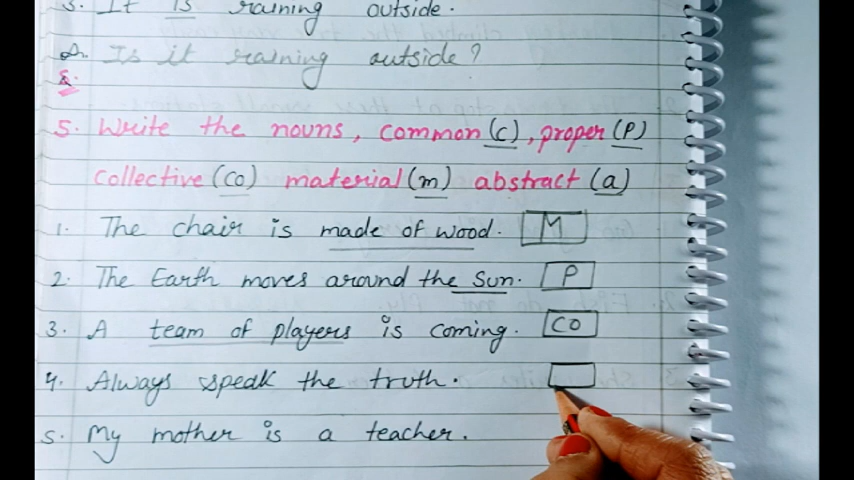 3. It is raining outside.
A. Is it raining outside?
5. Write the nouns, common (C), proper (P)
collective (CO) material (m) abstract (a)
1. The chair is made of wood. M
2. The Earth moves around the Sun. P
3. A team of players is coming. CO
4. Always speak the truth.
5. My mother is a teacher.